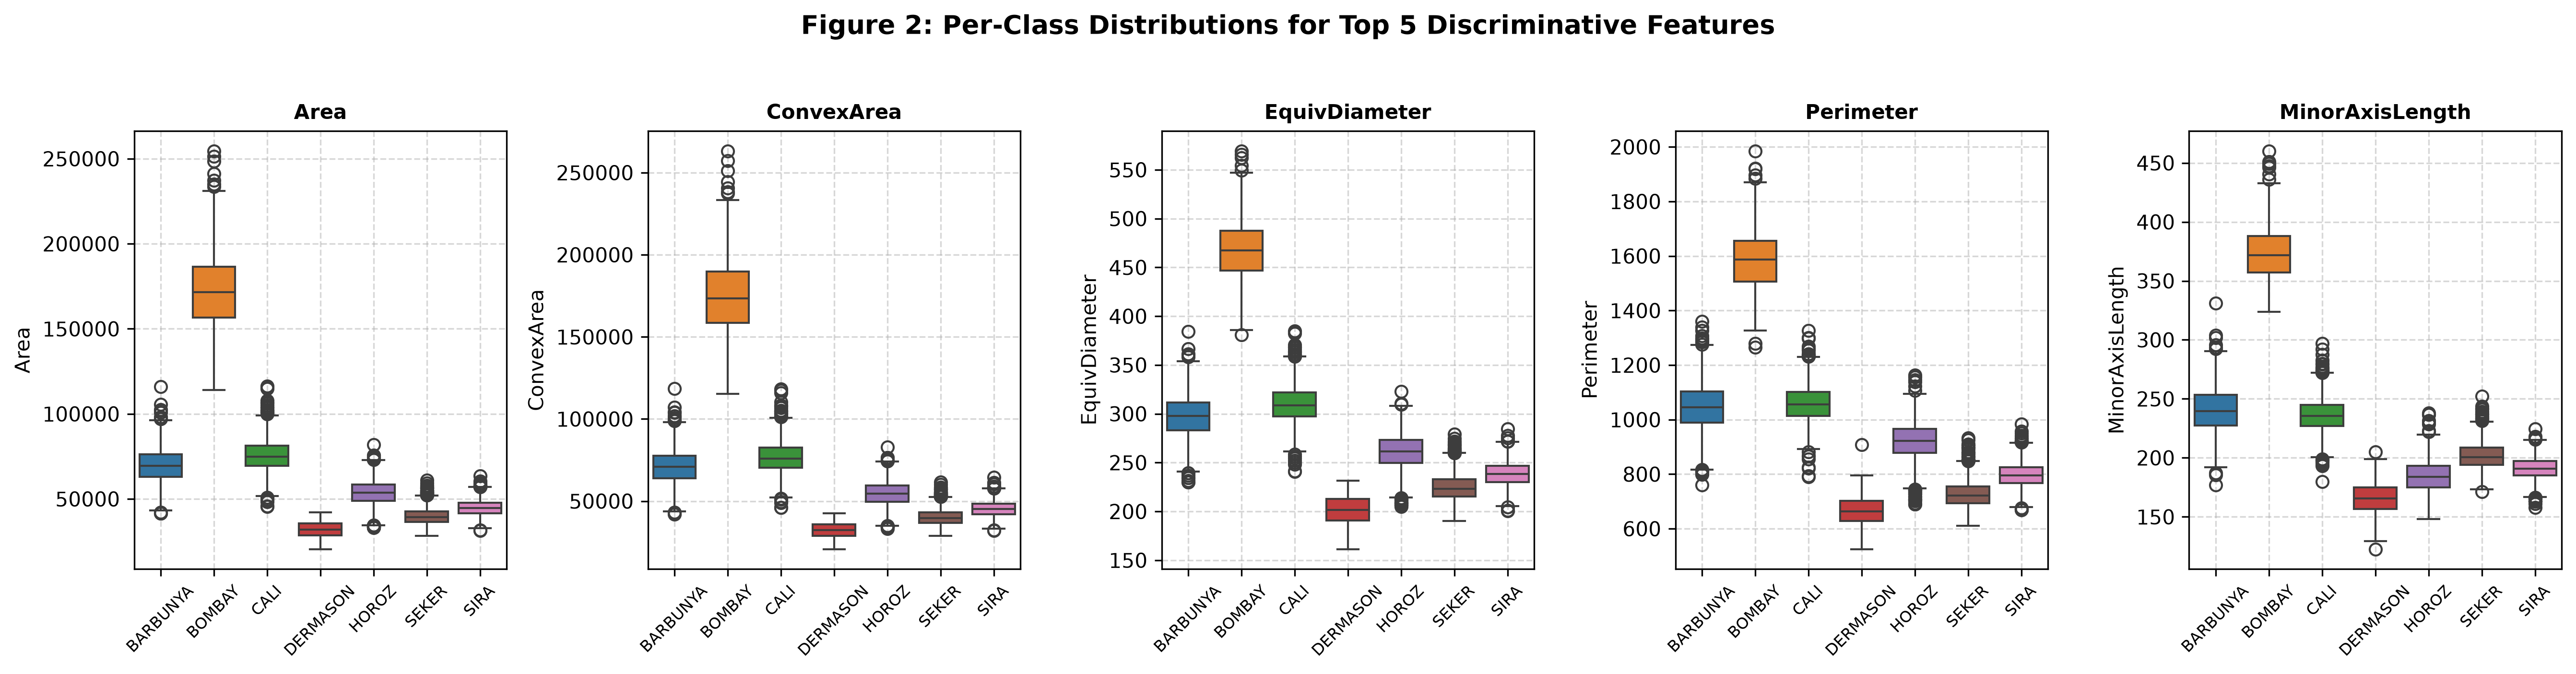 Figure 2: Per-Class Distributions for Top 5 Discriminative Features
Area
Area
250000
200000
150000
100000
50000
BARBUNYA
BOMBAY
CALI
DERMASON
HOROZ
SEKER
SIRA
ConvexArea
ConvexArea
250000
200000
150000
100000
50000
BARBUNYA
BOMBAY
CALI
DERMASON
HOROZ
SEKER
SIRA
EquivDiameter
EquivDiameter
550
500
450
400
350
300
250
200
150
BARBUNYA
BOMBAY
CALI
DERMASON
HOROZ
SEKER
SIRA
Perimeter
Perimeter
2000
1800
1600
1400
1200
1000
800
600
BARBUNYA
BOMBAY
CALI
DERMASON
HOROZ
SEKER
SIRA
MinorAxisLength
MinorAxisLength
450
400
350
300
250
200
150
BARBUNYA
BOMBAY
CALI
DERMASON
HOROZ
SEKER
SIRA